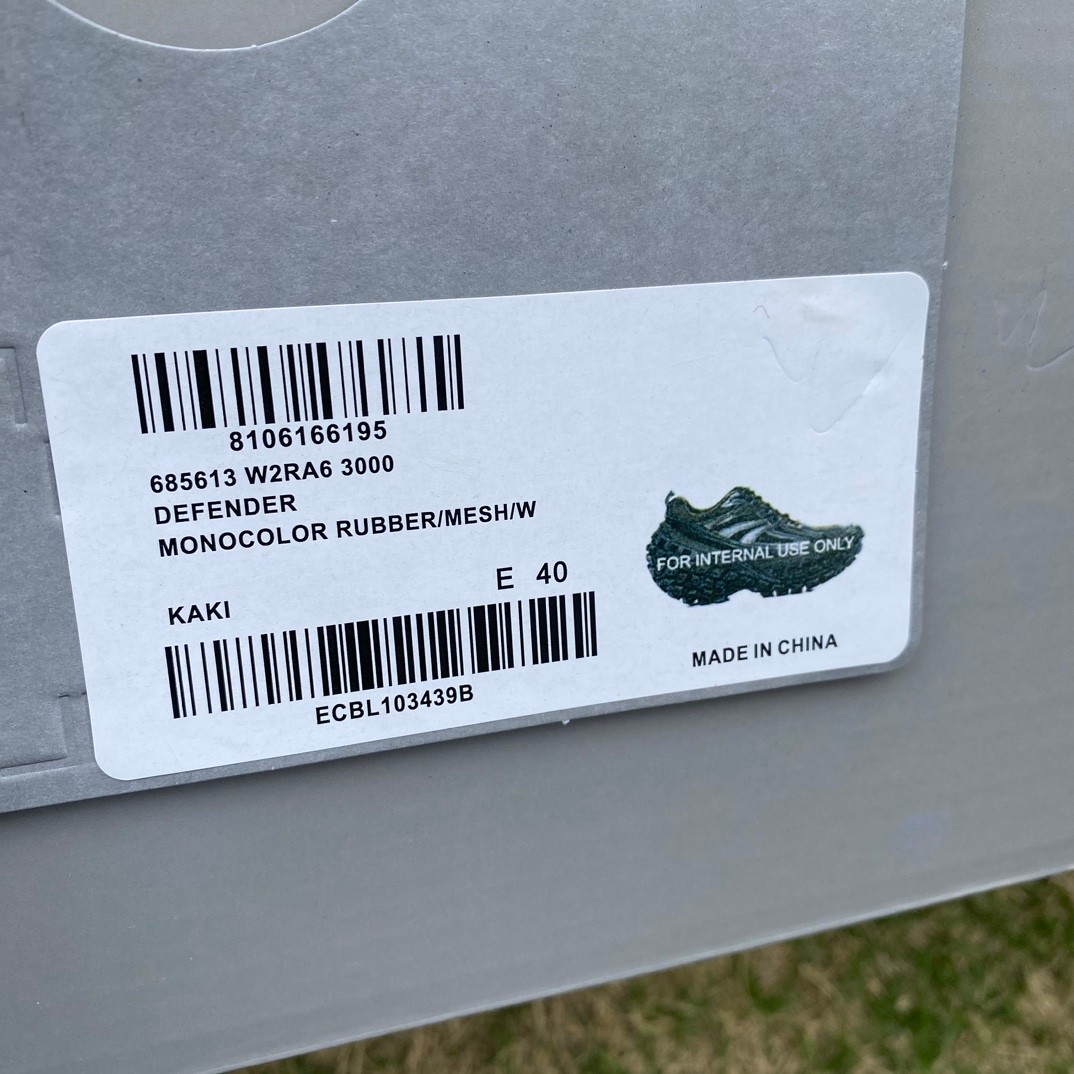 8106166195
685613 W2RA6 3000
DEFENDER
MONOCOLOR RUBBER/MESH/W
KAKI
E 40
ECBL103439B
FOR INTERNAL USE ONLY
MADE IN CHINA